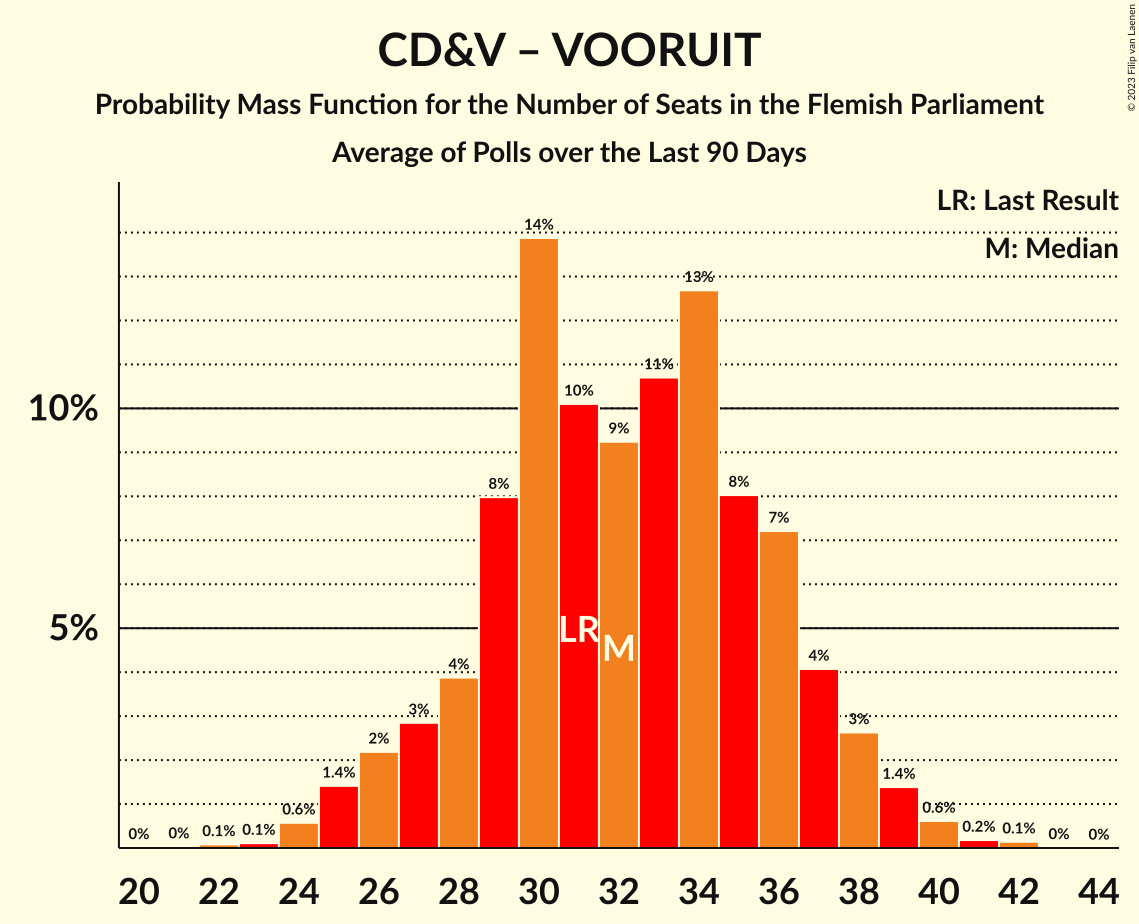 CD&V – VOORUIT
Probability Mass Function for the Number of Seats in the Flemish Parliament
Average of Polls over the Last 90 Days
© 2023 Filip van Laenen
LR: Last Result
M: Median
14%
13%
11%
10%
10%
9%
8%
8%
7%
5%
LR
M
4%
4%
3%
3%
2%
1.4%
1.4%
0.6%
0.6%
0% 0% 0.1% 0.1% 0.2% 0.1% 0% 0%
20 22 24 26 28 30 32 34 36 38 40 42 44